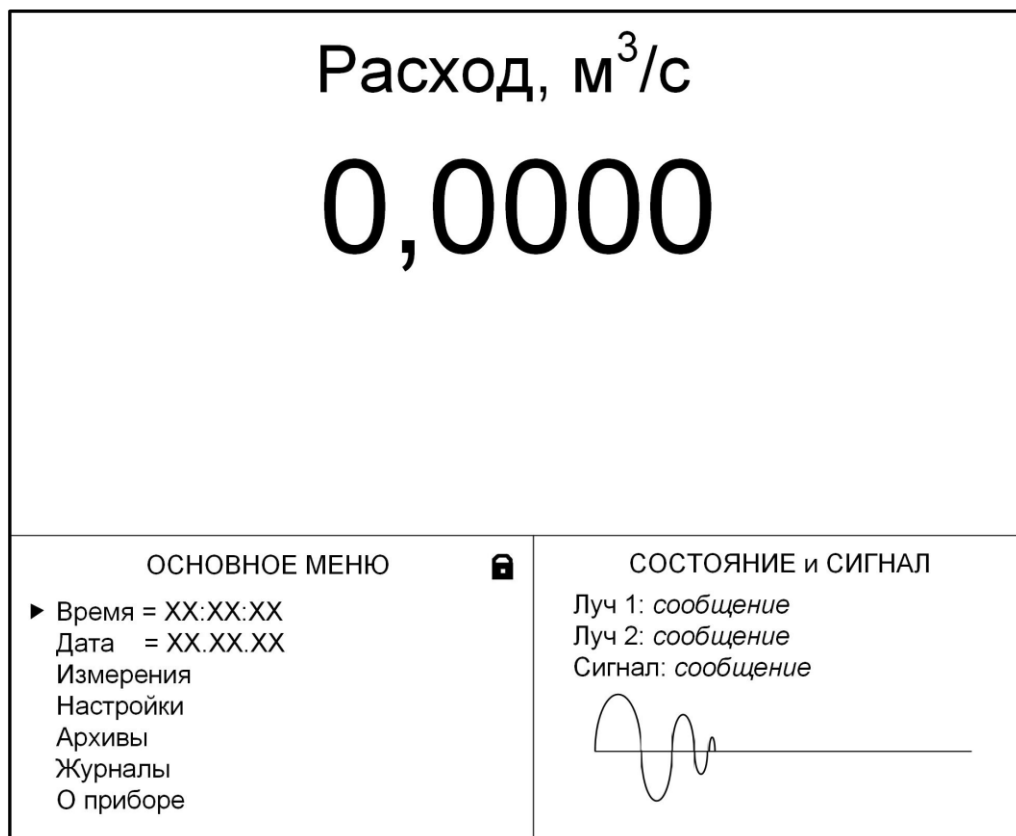 Расход, м³/с
0,0000
ОСНОВНОЕ МЕНЮ
▶ Время = XX:XX:XX
Дата = XX.XX.XX
Измерения
Настройки
Архивы
Журналы
О приборе
СОСТОЯНИЕ и СИГНАЛ
Луч 1: сообщение
Луч 2: сообщение
Сигнал: сообщение